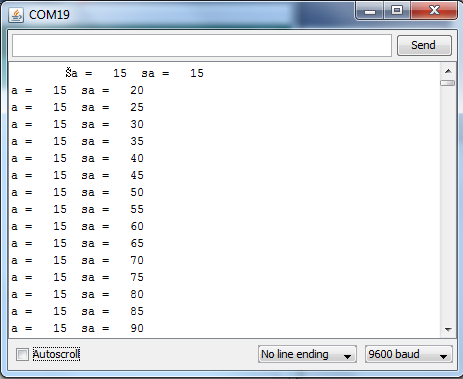 COM19
Send
Ša =   15  sa =   15
a =   15  sa =   20
a =   15  sa =   25
a =   15  sa =   30
a =   15  sa =   35
a =   15  sa =   40
a =   15  sa =   45
a =   15  sa =   50
a =   15  sa =   55
a =   15  sa =   60
a =   15  sa =   65
a =   15  sa =   70
a =   15  sa =   75
a =   15  sa =   80
a =   15  sa =   85
a =   15  sa =   90
Autoscroll No line ending 9600 baud